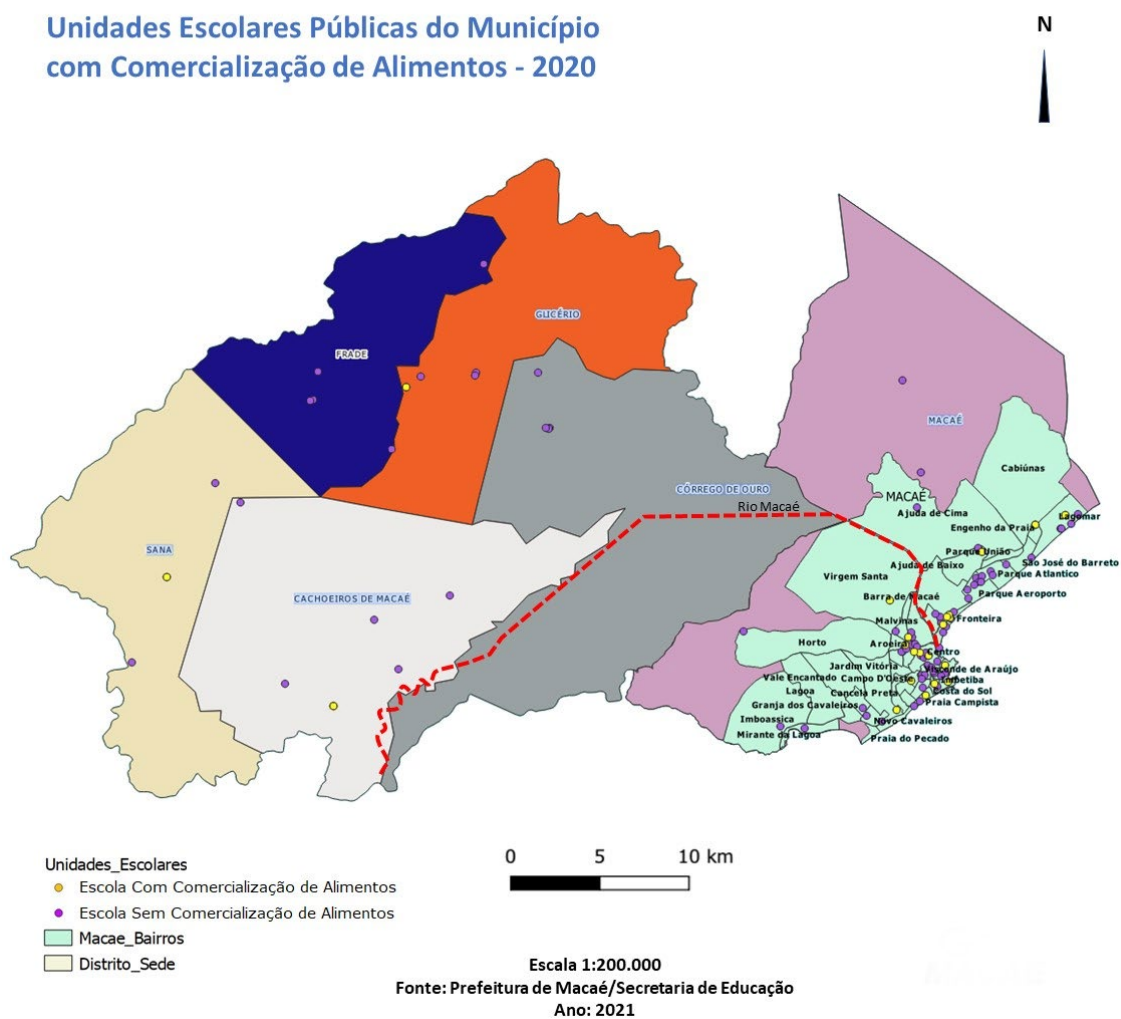 Unidades Escolares Públicas do Município
com Comercialização de Alimentos - 2020
N
GLICÉRIO
FRADE
MACAÉ
Cabiúnas
CÓRREGO DE OURO
MACAÉ
Rio Macaé
Ajuda de Cima
Lagomar
Engenho da Praia
SANA
Parque União
Ajuda de Baixo
São José do Barreto
Virgem Santa
Parque Atlantico
CACHOEIROS DE MACAÉ
Barra de Macaé
Parque Aeroporto
Malvinas
Fronteira
Horto
Aroeira
Centro
Jardim Vitória
Visconde de Araújo
Vale Encantado
Campo D'Oeste
Imbetiba
Lagoa
Cancela Preta
Costa do Sol
Granja dos Cavaleiros
Praia Campista
Imboassica
Novo Cavaleiros
Mirante da Lagoa
Praia do Pecado
Unidades_Escolares
Escola Com Comercialização de Alimentos
Escola Sem Comercialização de Alimentos
Macae_Bairros
Distrito_Sede
0 5 10 km
Escala 1:200.000
Fonte: Prefeitura de Macaé/Secretaria de Educação
Ano: 2021